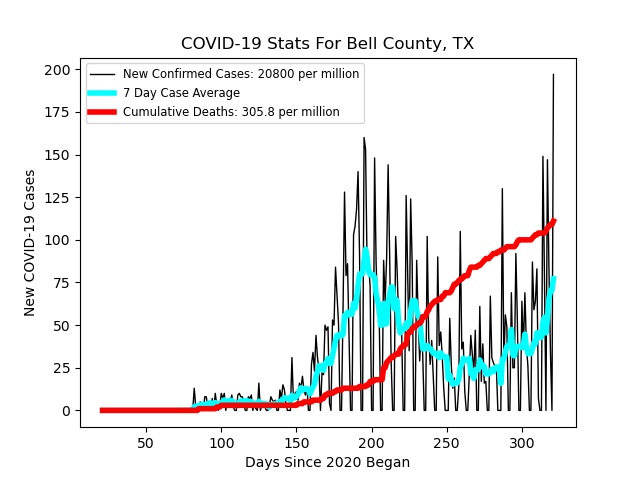 COVID-19 Stats For Bell County, TX
New Confirmed Cases: 20800 per million
7 Day Case Average
Cumulative Deaths: 305.8 per million
New COVID-19 Cases
200
175
150
125
100
75
50
25
0
50 100 150 200 250 300
Days Since 2020 Began